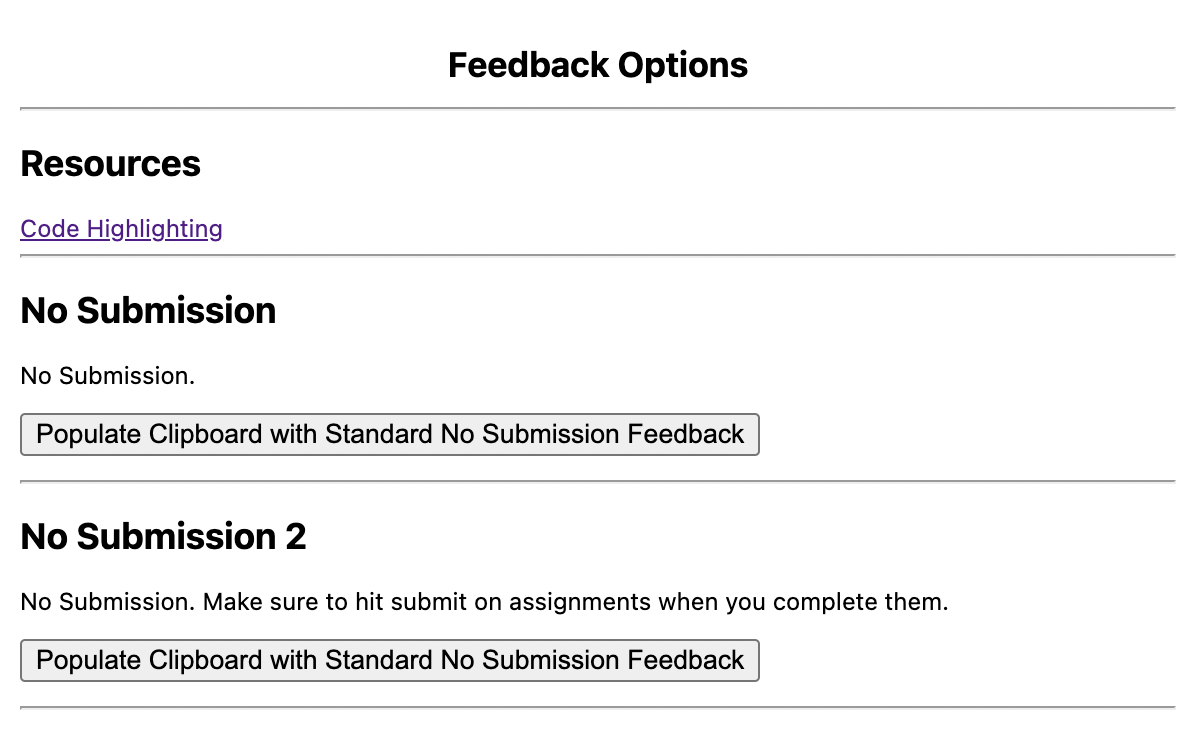 Feedback Options
Resources
Code Highlighting
No Submission
No Submission.
Populate Clipboard with Standard No Submission Feedback
No Submission 2
No Submission. Make sure to hit submit on assignments when you complete them.
Populate Clipboard with Standard No Submission Feedback